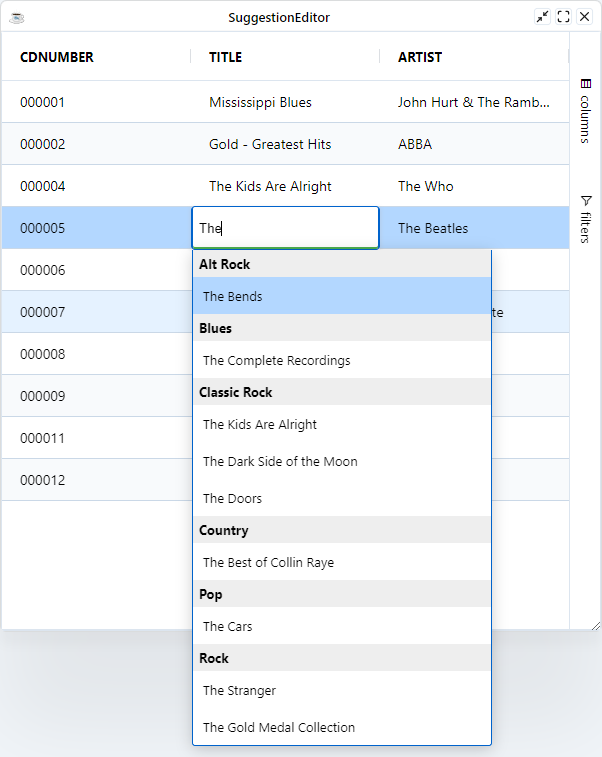 SuggestionEditor
CDNUMBER TITLE ARTIST
000001 Mississippi Blues John Hurt & The Ramb...
000002 Gold - Greatest Hits ABBA
000004 The Kids Are Alright The Who
000005 The The Beatles
000006
000007 te
000008
000009
000011
000012
Alt Rock
The Bends
Blues
The Complete Recordings
Classic Rock
The Kids Are Alright
The Dark Side of the Moon
The Doors
Country
The Best of Collin Raye
Pop
The Cars
Rock
The Stranger
The Gold Medal Collection
columns
filters